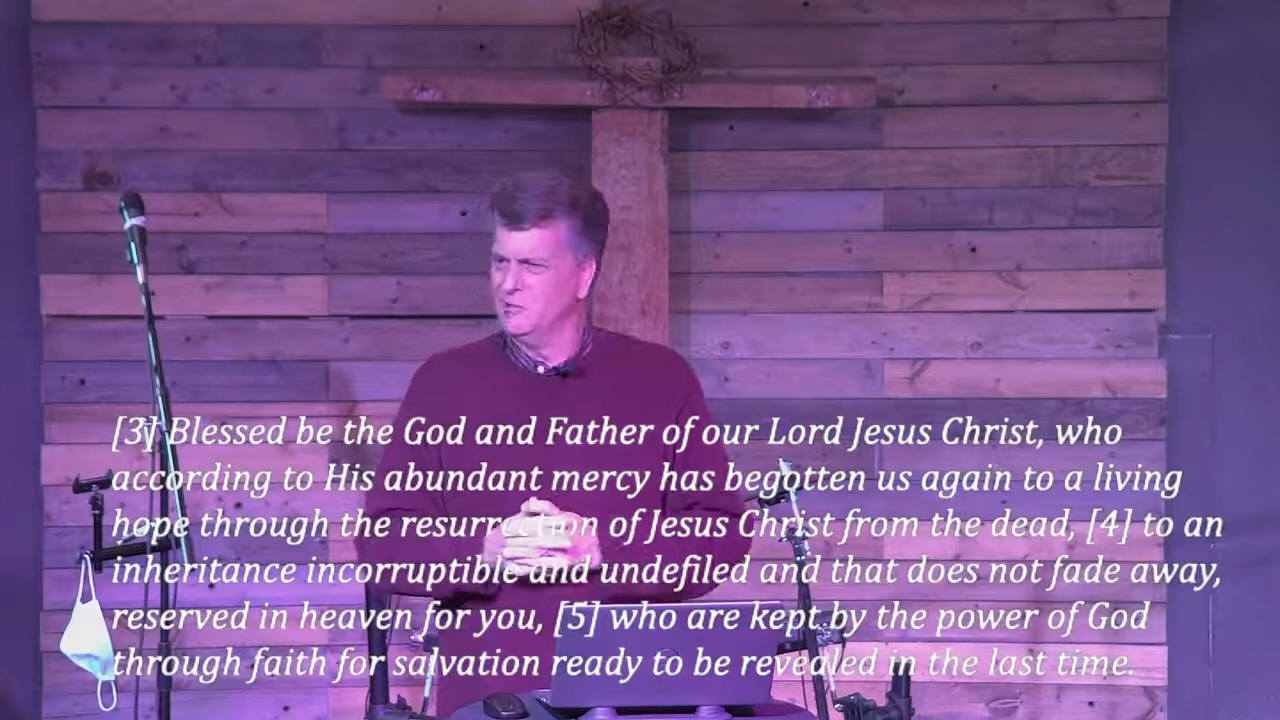 [3] Blessed be the God and Father of our Lord Jesus Christ, who
according to His abundant mercy has begotten us again to a living
hope through the resurrection of Jesus Christ from the dead, [4] to an
inheritance incorruptible and undefiled and that does not fade away,
reserved in heaven for you, [5] who are kept by the power of God
through faith for salvation ready to be revealed in the last time.